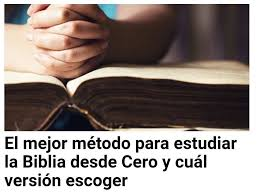 El mejor método para estudiar
la Biblia desde Cero y cuál
versión escoger